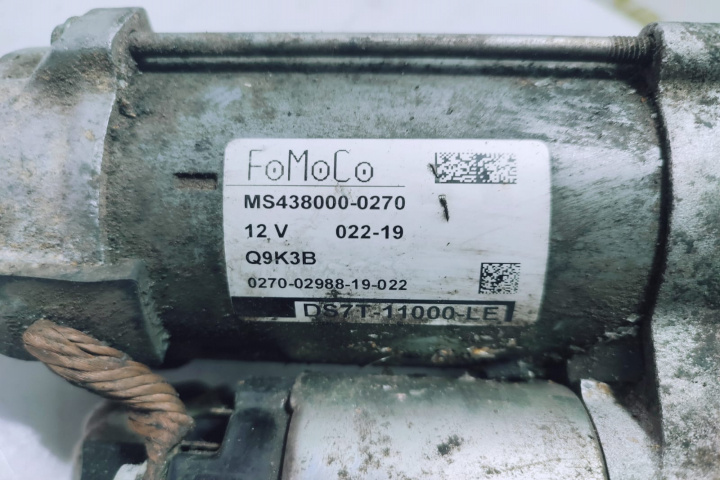 FoMoCo
MS438000-0270
12 V 022-19
Q9K3B
0270-02988-19-022
DS7T-11000-LE